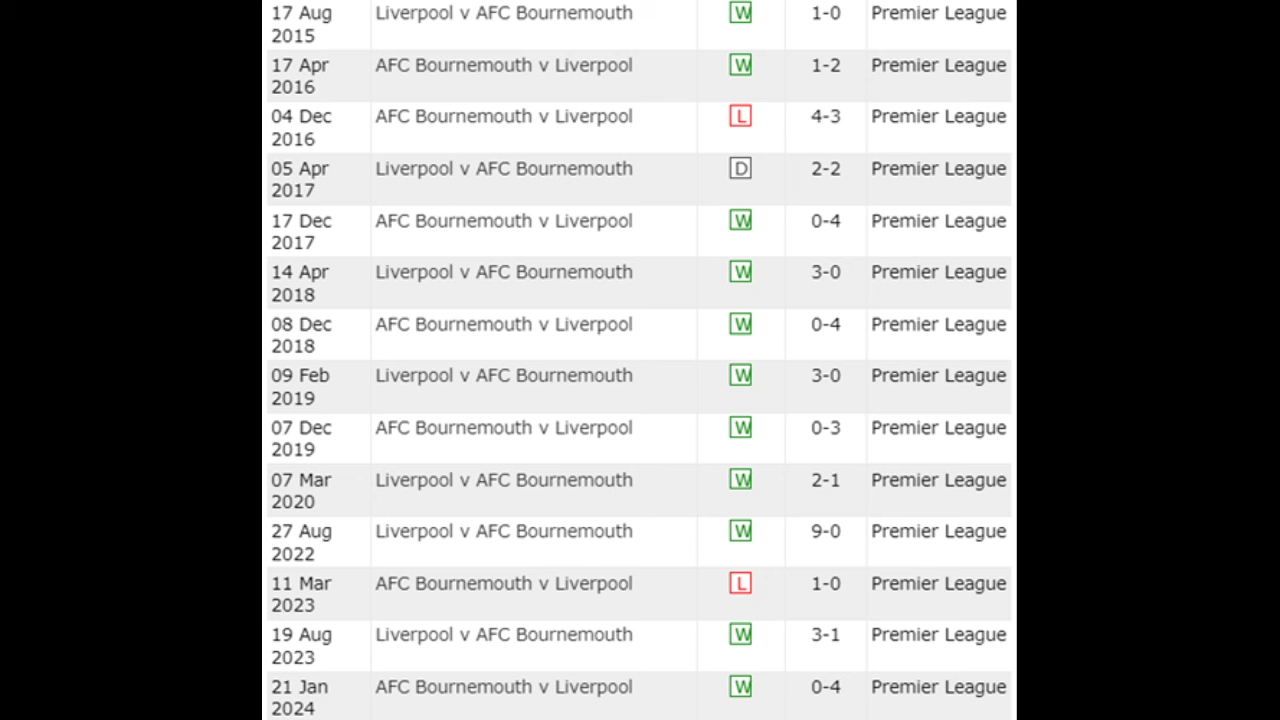 17 Aug Liverpool v AFC Bournemouth W 1-0 Premier League
2015
17 Apr AFC Bournemouth v Liverpool W 1-2 Premier League
2016
04 Dec AFC Bournemouth v Liverpool L 4-3 Premier League
2016
05 Apr Liverpool v AFC Bournemouth D 2-2 Premier League
2017
17 Dec AFC Bournemouth v Liverpool W 0-4 Premier League
2017
14 Apr Liverpool v AFC Bournemouth W 3-0 Premier League
2018
08 Dec AFC Bournemouth v Liverpool W 0-4 Premier League
2018
09 Feb Liverpool v AFC Bournemouth W 3-0 Premier League
2019
07 Dec AFC Bournemouth v Liverpool W 0-3 Premier League
2019
07 Mar Liverpool v AFC Bournemouth W 2-1 Premier League
2020
27 Aug Liverpool v AFC Bournemouth W 9-0 Premier League
2022
11 Mar AFC Bournemouth v Liverpool L 1-0 Premier League
2023
19 Aug Liverpool v AFC Bournemouth W 3-1 Premier League
2023
21 Jan AFC Bournemouth v Liverpool W 0-4 Premier League
2024